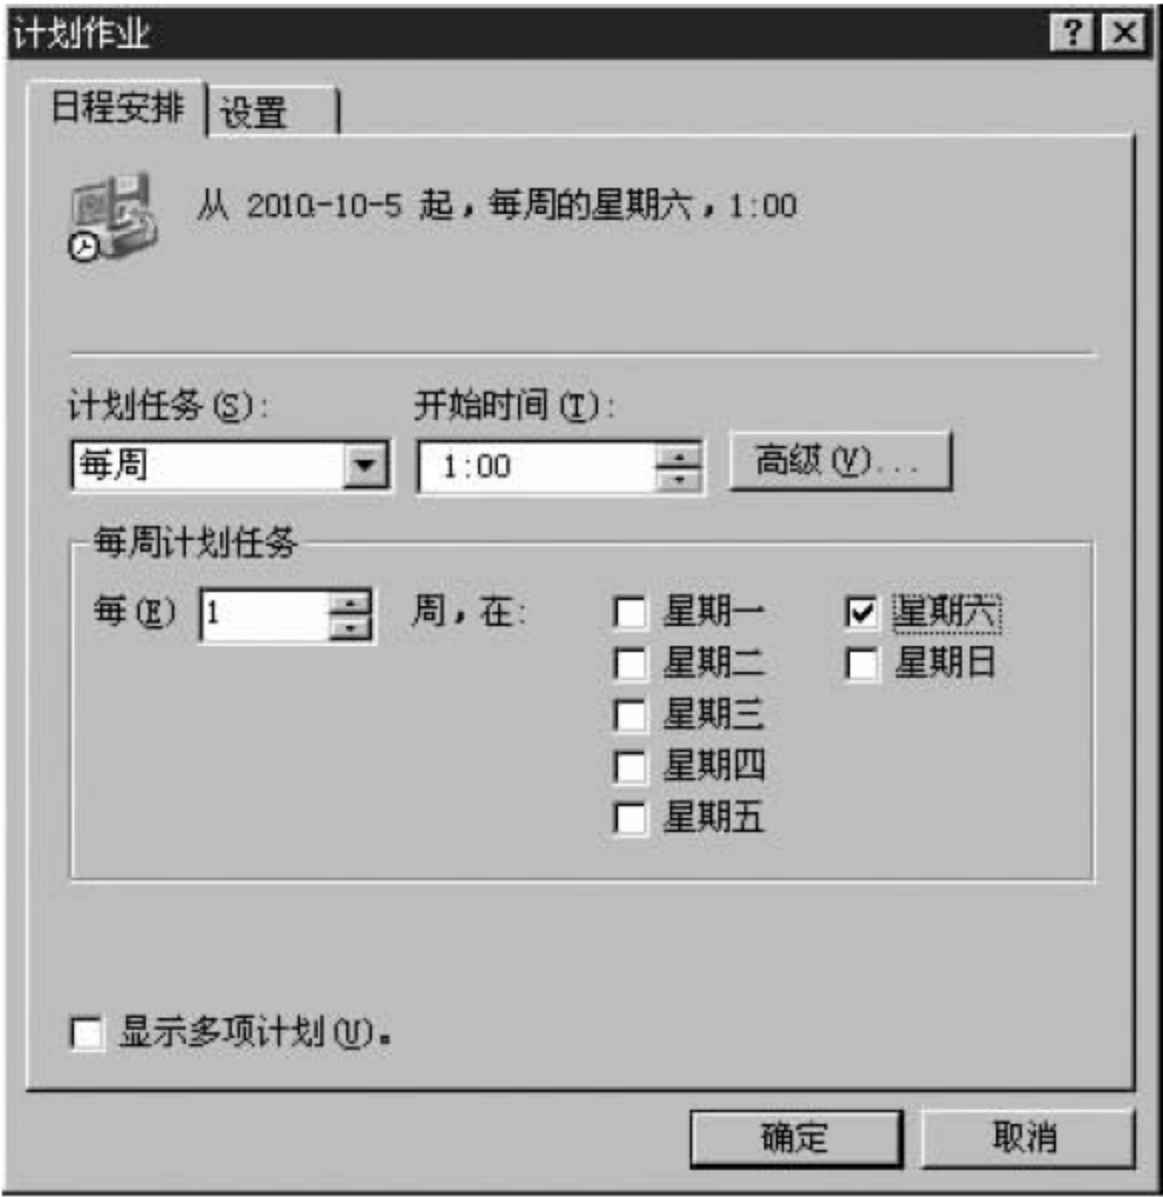 计划作业
日程安排 设置
从 2010-10-5 起，每周的星期六，1:00
计划任务(S): 开始时间(T):
每周 1:00 高级(V)...
每周计划任务
每(E) 1 周，在: 星期一 星期六
星期二 星期日
星期三
星期四
星期五
显示多项计划(U)。
确定 取消